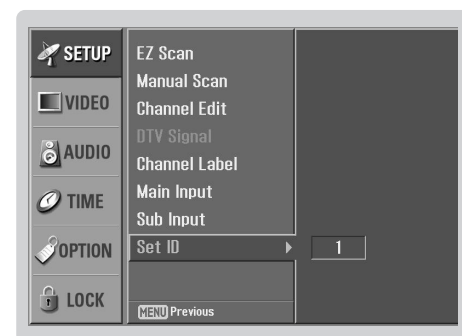 SETUP
VIDEO
AUDIO
TIME
OPTION
LOCK
EZ Scan
Manual Scan
Channel Edit
DTV Signal
Channel Label
Main Input
Sub Input
Set ID
1
MENU Previous